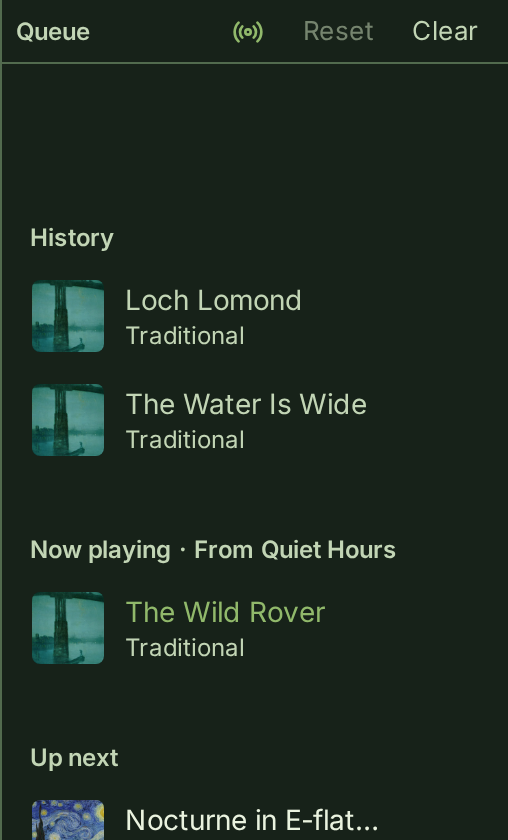 Queue
Reset
Clear
History
Loch Lomond
Traditional
The Water Is Wide
Traditional
Now playing · From Quiet Hours
The Wild Rover
Traditional
Up next
Nocturne in E-flat...